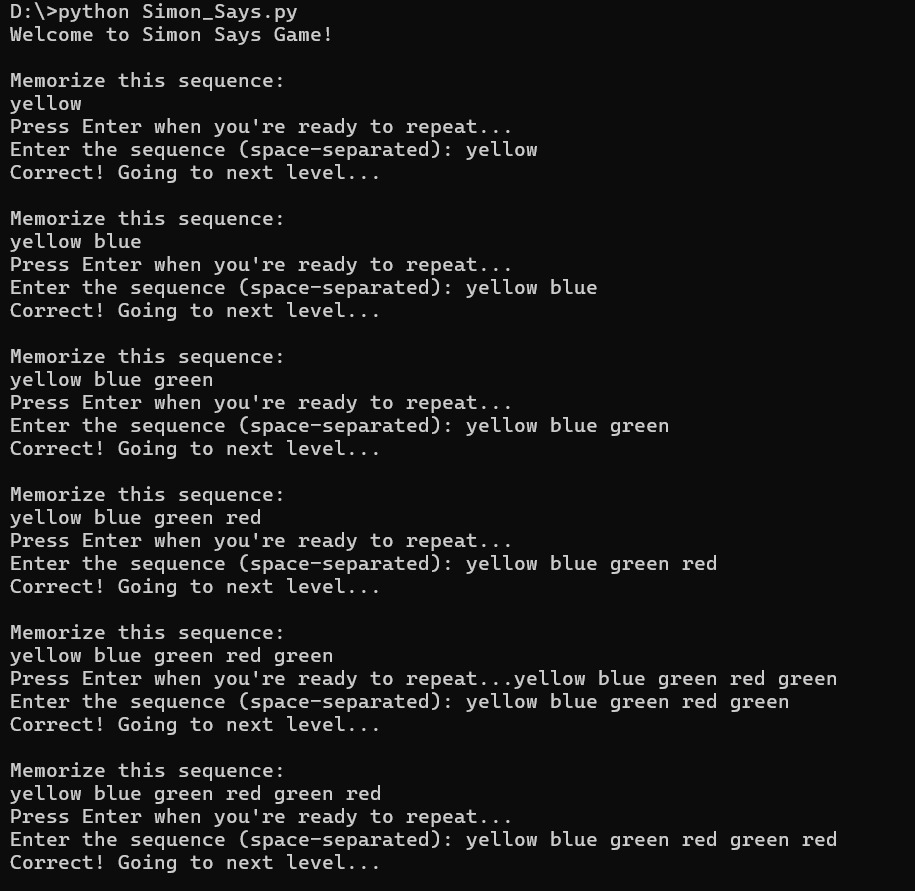 D:\>python Simon_Says.py
Welcome to Simon Says Game!
Memorize this sequence:
yellow
Press Enter when you're ready to repeat...
Enter the sequence (space-separated): yellow
Correct! Going to next level...
Memorize this sequence:
yellow blue
Press Enter when you're ready to repeat...
Enter the sequence (space-separated): yellow blue
Correct! Going to next level...
Memorize this sequence:
yellow blue green
Press Enter when you're ready to repeat...
Enter the sequence (space-separated): yellow blue green
Correct! Going to next level...
Memorize this sequence:
yellow blue green red
Press Enter when you're ready to repeat...
Enter the sequence (space-separated): yellow blue green red
Correct! Going to next level...
Memorize this sequence:
yellow blue green red green
Press Enter when you're ready to repeat...yellow blue green red green
Enter the sequence (space-separated): yellow blue green red green
Correct! Going to next level...
Memorize this sequence:
yellow blue green red green red
Press Enter when you're ready to repeat...
Enter the sequence (space-separated): yellow blue green red green red
Correct! Going to next level...